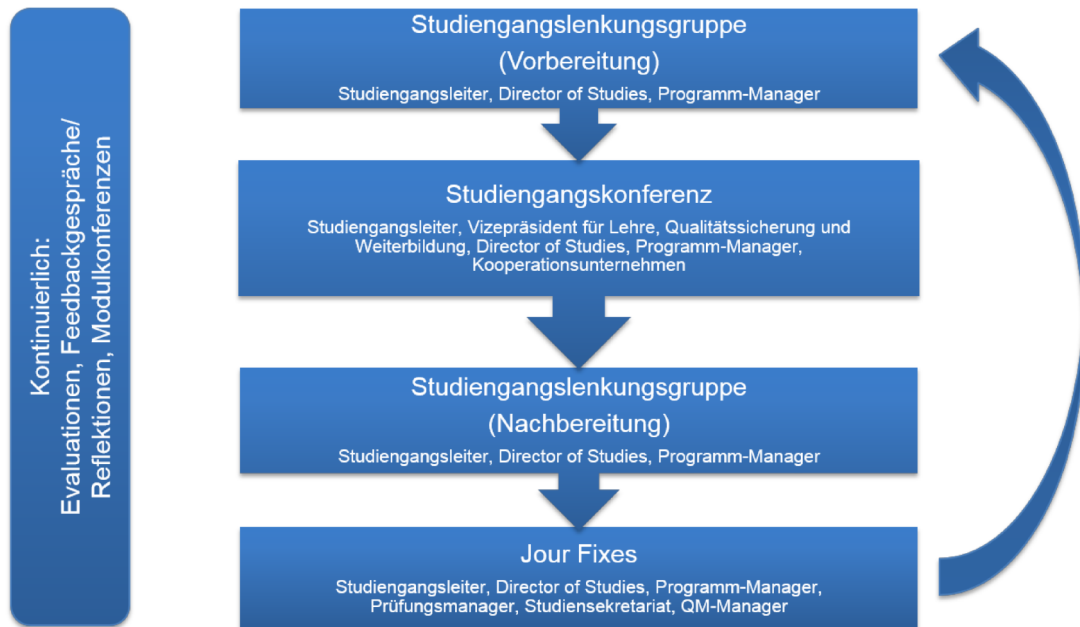 Kontinuierlich:
Evaluationen, Feedbackgespräche/
Reflektionen, Modulkonferenzen
Studiengangslenkungsgruppe
(Vorbereitung)
Studiengangsleiter, Director of Studies, Programm-Manager
Studiengangskonferenz
Studiengangsleiter, Vizepräsident für Lehre, Qualitätssicherung und
Weiterbildung, Director of Studies, Programm-Manager,
Kooperationsunternehmen
Studiengangslenkungsgruppe
(Nachbereitung)
Studiengangsleiter, Director of Studies, Programm-Manager
Jour Fixes
Studiengangsleiter, Director of Studies, Programm-Manager,
Prüfungsmanager, Studiensekretariat, QM-Manager